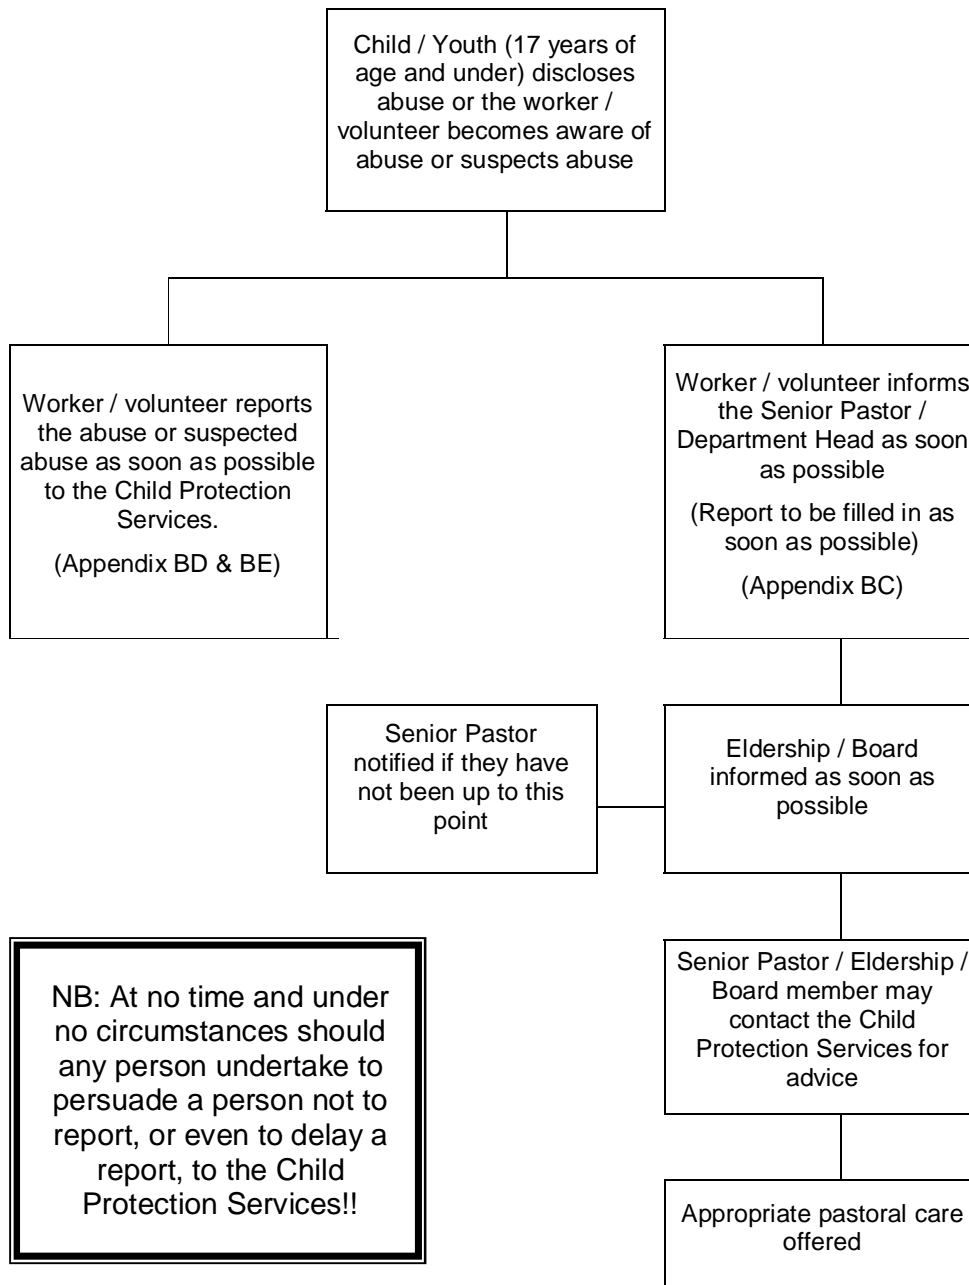 Child / Youth (17 years of
age and under) discloses
abuse or the worker /
volunteer becomes aware of
abuse or suspects abuse
Worker / volunteer reports
the abuse or suspected
abuse as soon as possible
to the Child Protection
Services.
(Appendix BD & BE)
Worker / volunteer informs
the Senior Pastor /
Department Head as soon
as possible
(Report to be filled in as
soon as possible)
(Appendix BC)
Senior Pastor
notified if they have
not been up to this
point
Eldership / Board
informed as soon as
possible
NB: At no time and under
no circumstances should
any person undertake to
persuade a person not to
report, or even to delay a
report, to the Child
Protection Services!!
Senior Pastor / Eldership /
Board member may
contact the Child
Protection Services for
advice
Appropriate pastoral care
offered